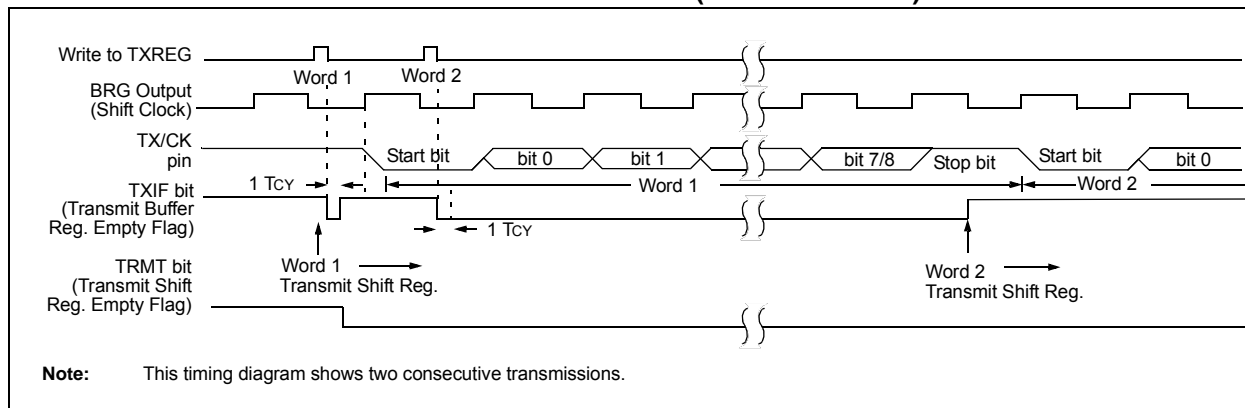 Write to TXREG
Word 1
Word 2
BRG Output
(Shift Clock)
TX/CK
pin
Start bit
bit 0
bit 1
bit 7/8
Stop bit
Start bit
bit 0
1 TCY
Word 1
Word 2
TXIF bit
(Transmit Buffer
Reg. Empty Flag)
1 TCY
Word 1
Transmit Shift Reg.
Word 2
Transmit Shift Reg.
TRMT bit
(Transmit Shift
Reg. Empty Flag)
Note: This timing diagram shows two consecutive transmissions.